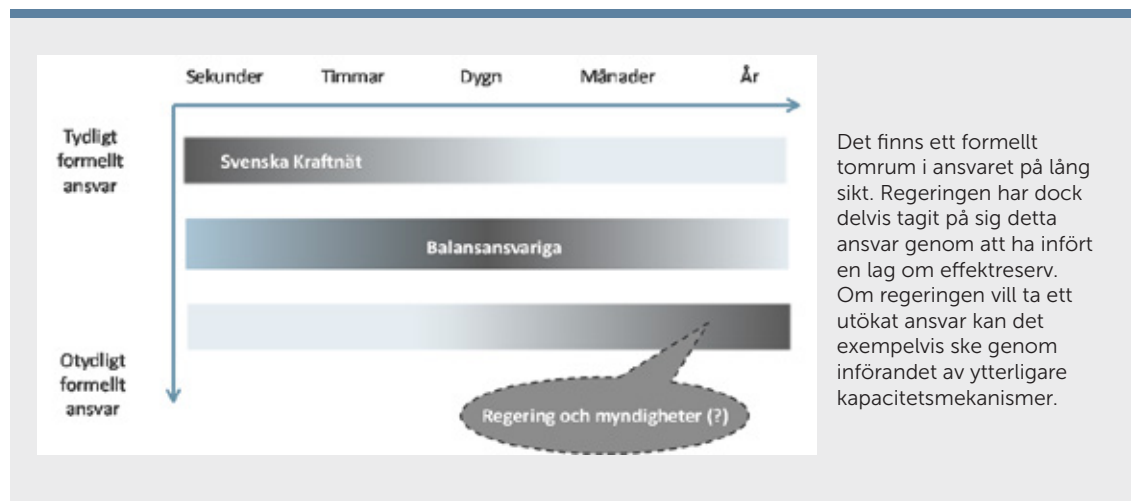 Sekunder Timmar Dygn Månader År
Tydligt
formellt
ansvar
Svenska Kraftnät
Balansansvariga
Otydligt
formellt
ansvar
Regering och myndigheter (?)
Det finns ett formellt
tomrum i ansvaret på lång
sikt. Regeringen har dock
delvis tagit på sig detta
ansvar genom att ha infört
en lag om effektreserv.
Om regeringen vill ta ett
utökat ansvar kan det
exempelvis ske genom
införandet av ytterligare
kapacitetsmekanismer.